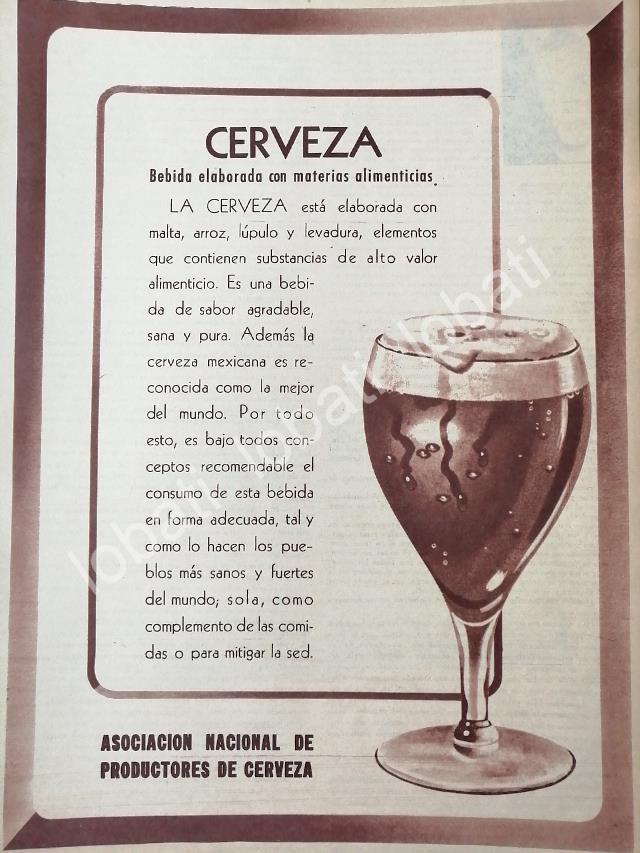 CERVEZA
Bebida elaborada con materias alimenticias.
LA CERVEZA está elaborada con
malta, arroz, lúpulo y levadura, elementos
que contienen substancias de alto valor
alimenticio. Es una bebi-
da de sabor agradable,
sana y pura. Además la
cerveza mexicana es re-
conocida como la mejor
del mundo. Por todo
esto, es bajo todos con-
ceptos recomendable el
consumo de esta bebida
en forma adecuada, tal y
como lo hacen los pue-
blos más sanos y fuertes
del mundo; sola, como
complemento de las comi-
das o para mitigar la sed.
ASOCIACION NACIONAL DE
PRODUCTORES DE CERVEZA
lobati lobati lobati